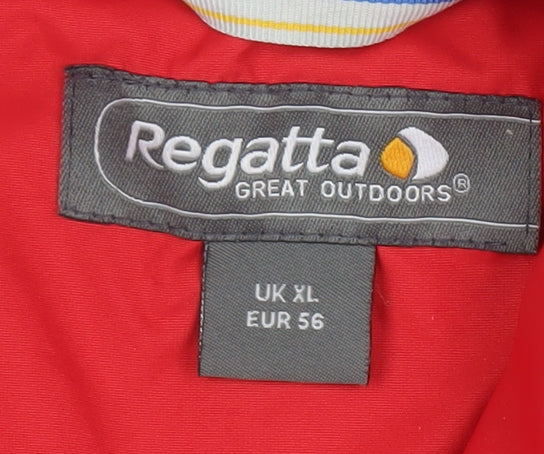 Regatta
GREAT OUTDOORS®
UK XL
EUR 56